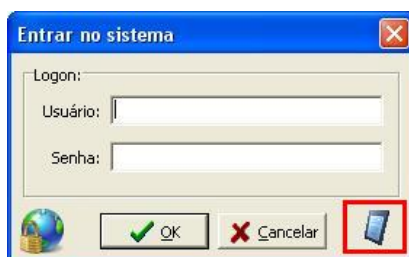 Entrar no sistema
Logon:
Usuário:
Senha:
OK Cancelar